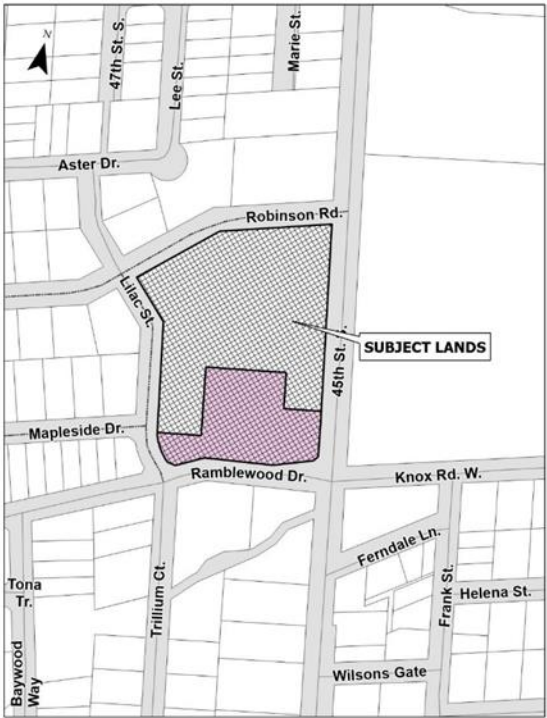 N
47th St. S.
Lee St.
Marie St.
Aster Dr.
Robinson Rd.
Lilac St.
SUBJECT LANDS
45th St.
Mapleside Dr.
Ramblewood Dr.
Knox Rd. W.
Ferndale Ln.
Tona
Tr.
Trillium Ct.
Frank St.
Helena St.
Baywood
Way
Wilsons Gate